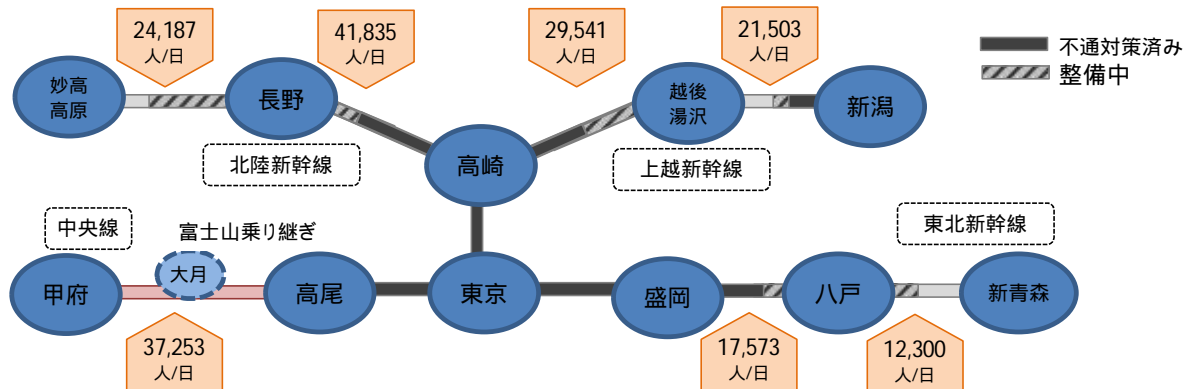 24,187
人/日
41,835
人/日
29,541
人/日
21,503
人/日
不通対策済み
整備中
妙高
高原
長野
越後
湯沢
新潟
北陸新幹線
高崎
上越新幹線
中央線
富士山乗り継ぎ
東北新幹線
甲府
大月
高尾
東京
盛岡
八戸
新青森
37,253
人/日
17,573
人/日
12,300
人/日